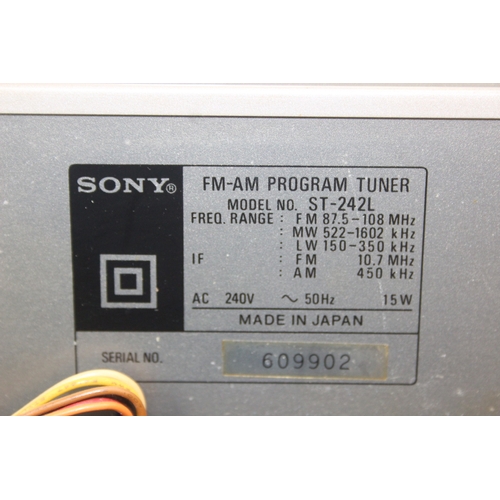 SONY®
FM-AM PROGRAM TUNER
MODEL NO. ST-242L
FREQ. RANGE : FM 87.5-108 MHz
: MW 522-1602 kHz
: LW 150-350 kHz
IF : FM 10.7 MHz
: AM 450 kHz
AC 240V ~ 50Hz 15W
MADE IN JAPAN
SERIAL NO. 609902